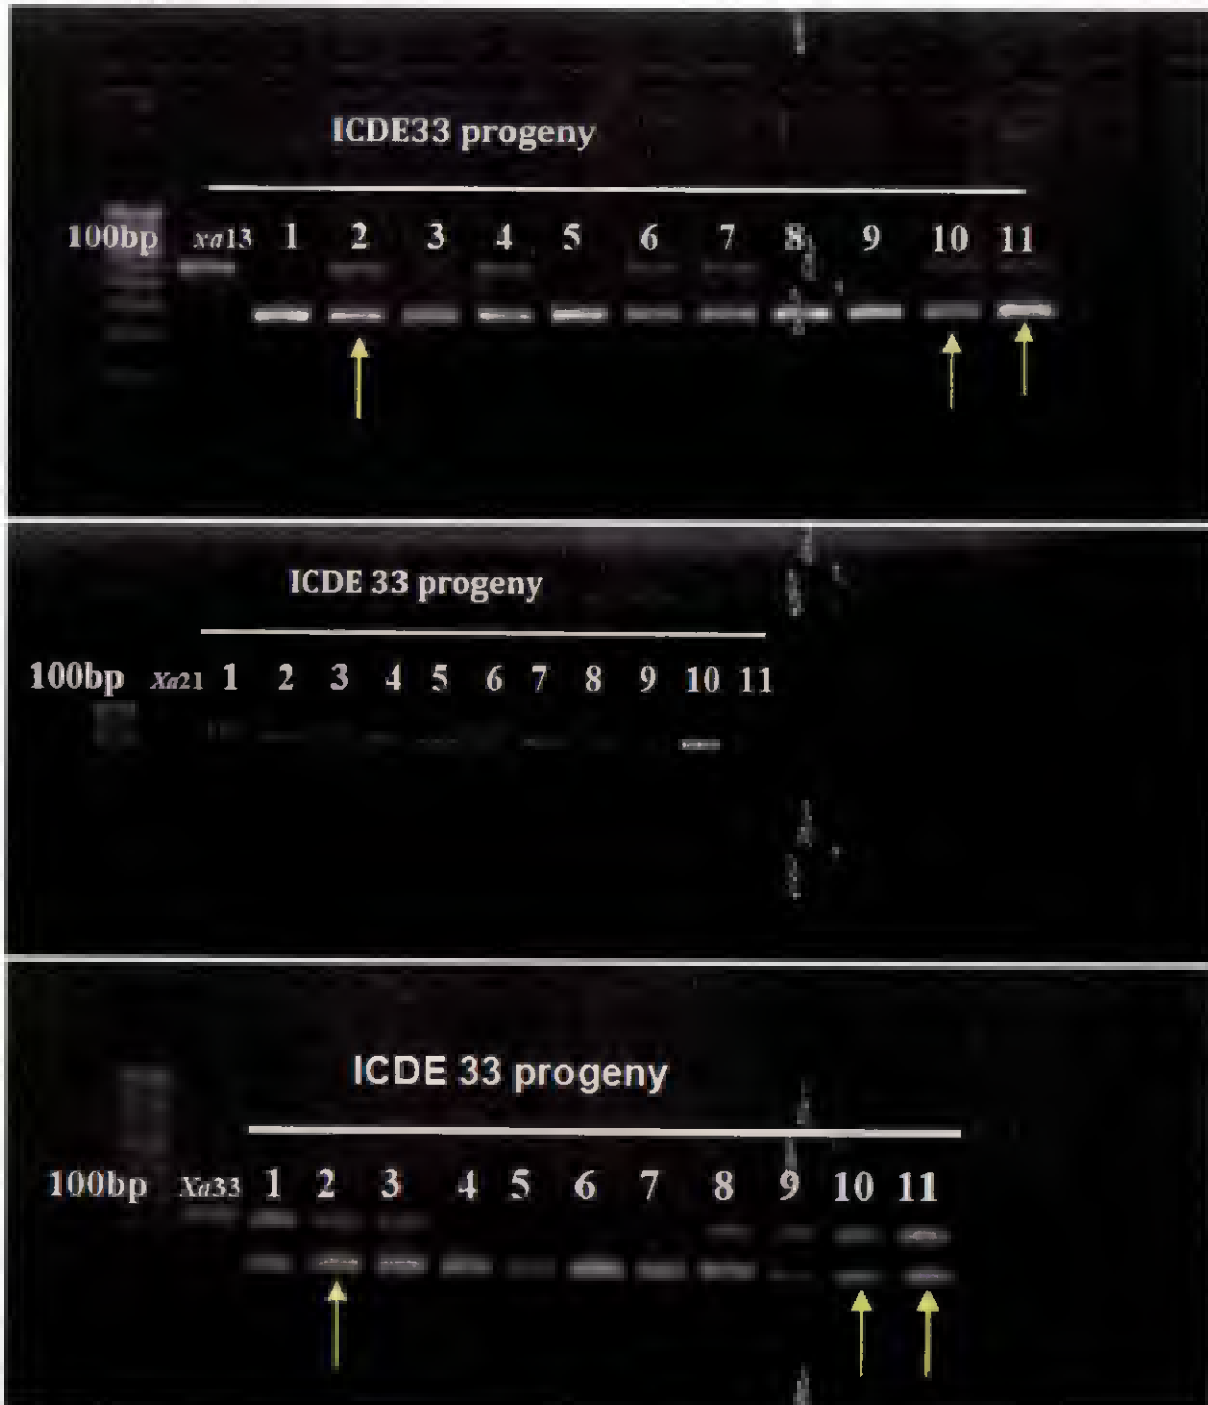 ICDE33 progeny
100bp xa13 1 2 3 4 5 6 7 8 9 10 11
ICDE 33 progeny
100bp Xa21 1 2 3 4 5 6 7 8 9 10 11
ICDE 33 progeny
100bp Xa33 1 2 3 4 5 6 7 8 9 10 11